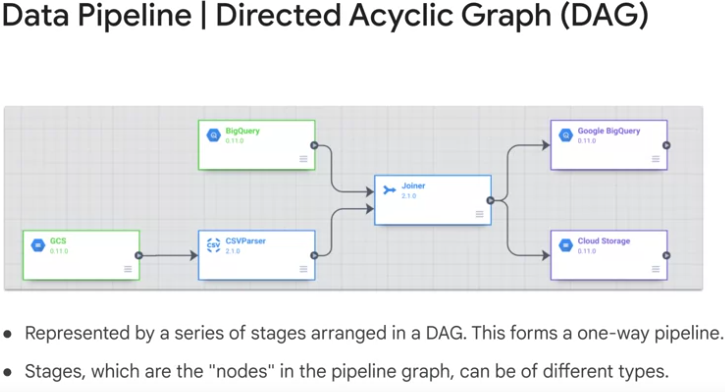 Data Pipeline | Directed Acyclic Graph (DAG)
BigQuery
0.11.0
Google BigQuery
0.11.0
Joiner
2.1.0
GCS
0.11.0
CSV
CSVParser
2.1.0
Cloud Storage
0.11.0
● Represented by a series of stages arranged in a DAG. This forms a one-way pipeline.
● Stages, which are the "nodes" in the pipeline graph, can be of different types.